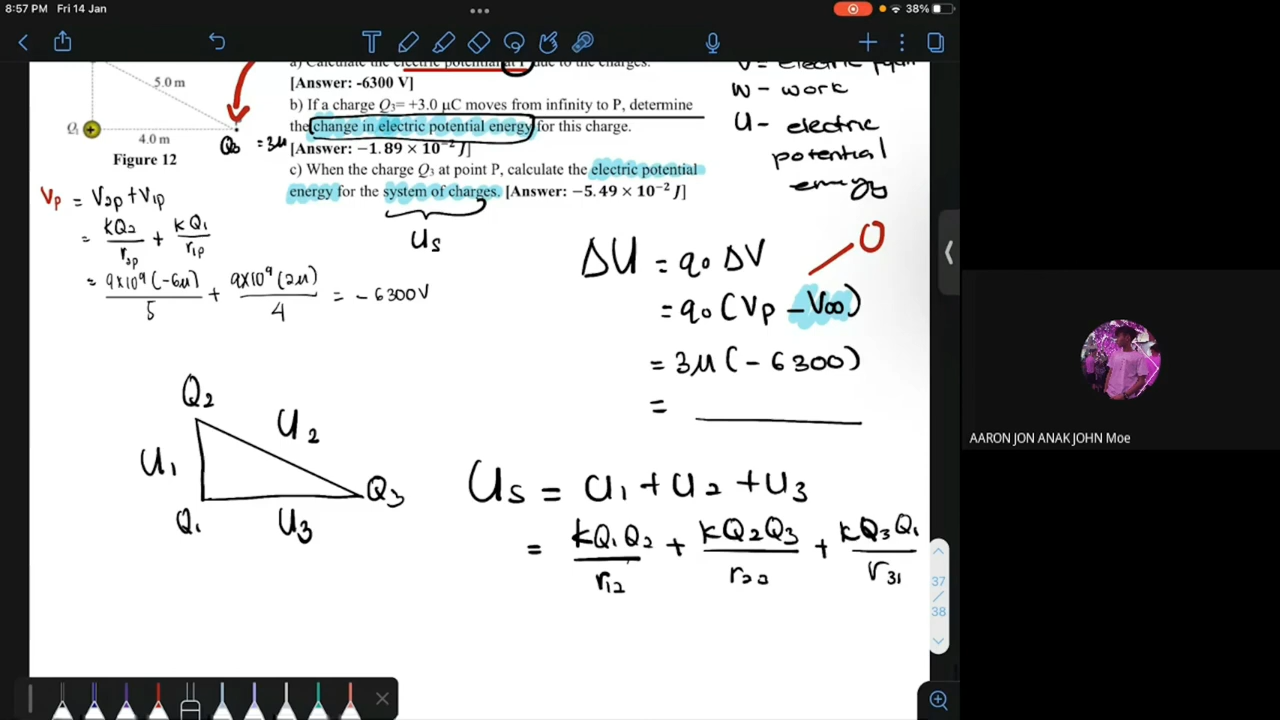 8:57 PM Fri 14 Jan
38%
a) Calculate the electric potential at P due to the charges.
[Answer: -6300 V]
b) If a charge Q3= +3.0 μC moves from infinity to P, determine
the change in electric potential energy for this charge.
[Answer: −1.89 × 10−2 J]
c) When the charge Q3 at point P, calculate the electric potential
energy for the system of charges. [Answer: −5.49 × 10−2 J]
5.0 m
Q1 +
4.0 m
= 3μ
Figure 12
V = electric
W - work
U - electric
potential
energy
Us
Vp = V2p + V1p
= kQ2/r2p + kQ1/r1p
= 9x10^9 (-6μ)/5 + 9x10^9 (2μ)/4 = - 6300V
ΔU = q0 ΔV
0
= q0 (Vp - V∞)
= 3μ (- 6300)
=
Q2
U1
U2
Q1
U3
Q3
Us = U1 + U2 + U3
= kQ1Q2/r12 + kQ2Q3/r23 + kQ3Q1/r31
AARON JON ANAK JOHN Moe
37
/
38